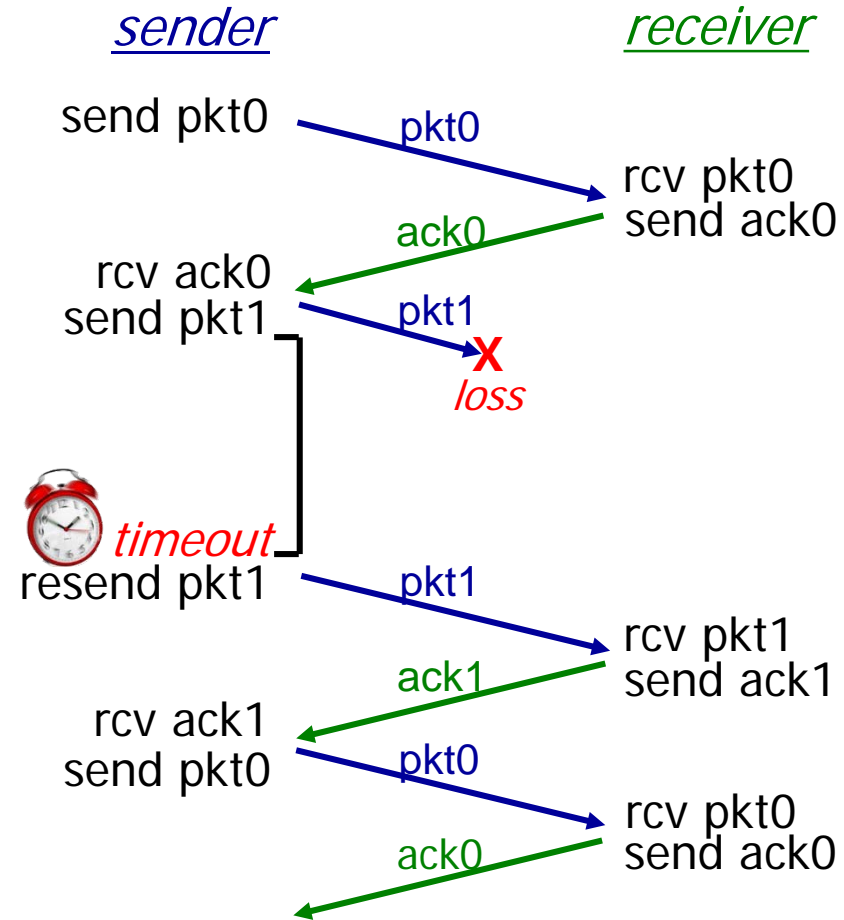 sender
receiver
send pkt0
pkt0
rcv pkt0
send ack0
ack0
rcv ack0
send pkt1
pkt1
X
loss
timeout
resend pkt1
pkt1
rcv pkt1
send ack1
ack1
rcv ack1
send pkt0
pkt0
rcv pkt0
send ack0
ack0